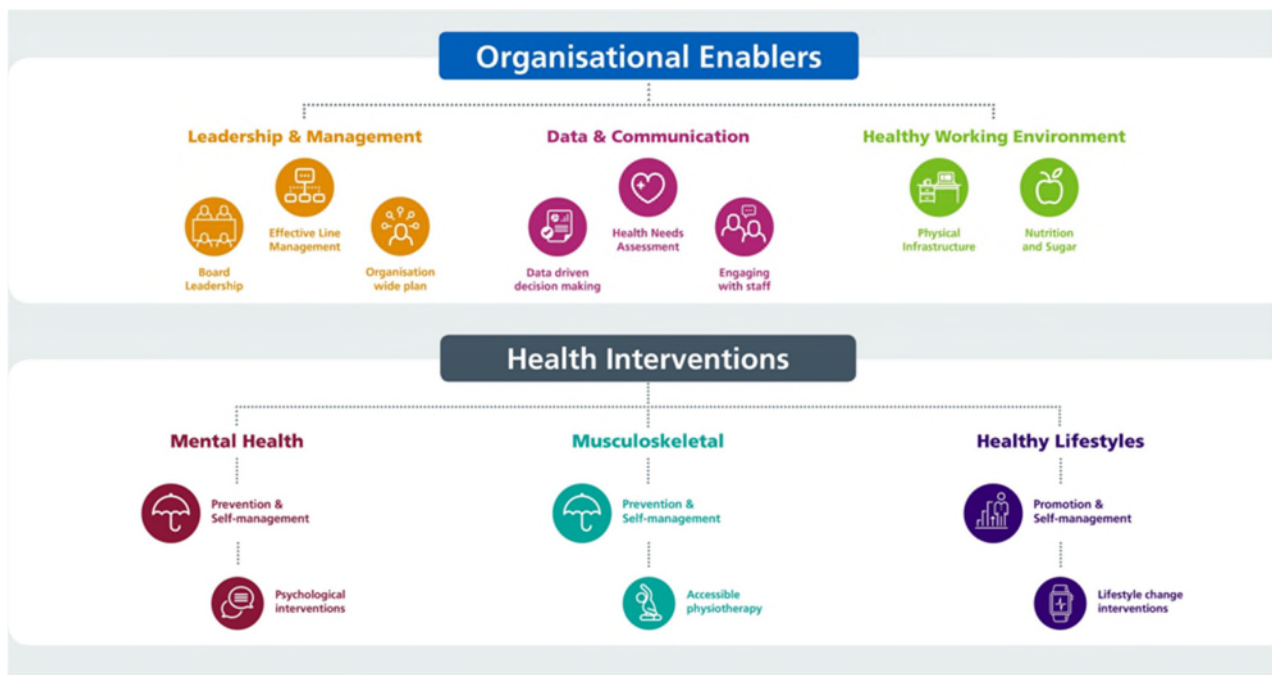 Organisational Enablers
Leadership & Management
Board
Leadership
Effective Line
Management
Organisation
wide plan
Data & Communication
Data driven
decision making
Health Needs
Assessment
Engaging
with staff
Healthy Working Environment
Physical
Infrastructure
Nutrition
and Sugar
Health Interventions
Mental Health
Prevention &
Self-management
Psychological
interventions
Musculoskeletal
Prevention &
Self-management
Accessible
physiotherapy
Healthy Lifestyles
Promotion &
Self-management
Lifestyle change
interventions